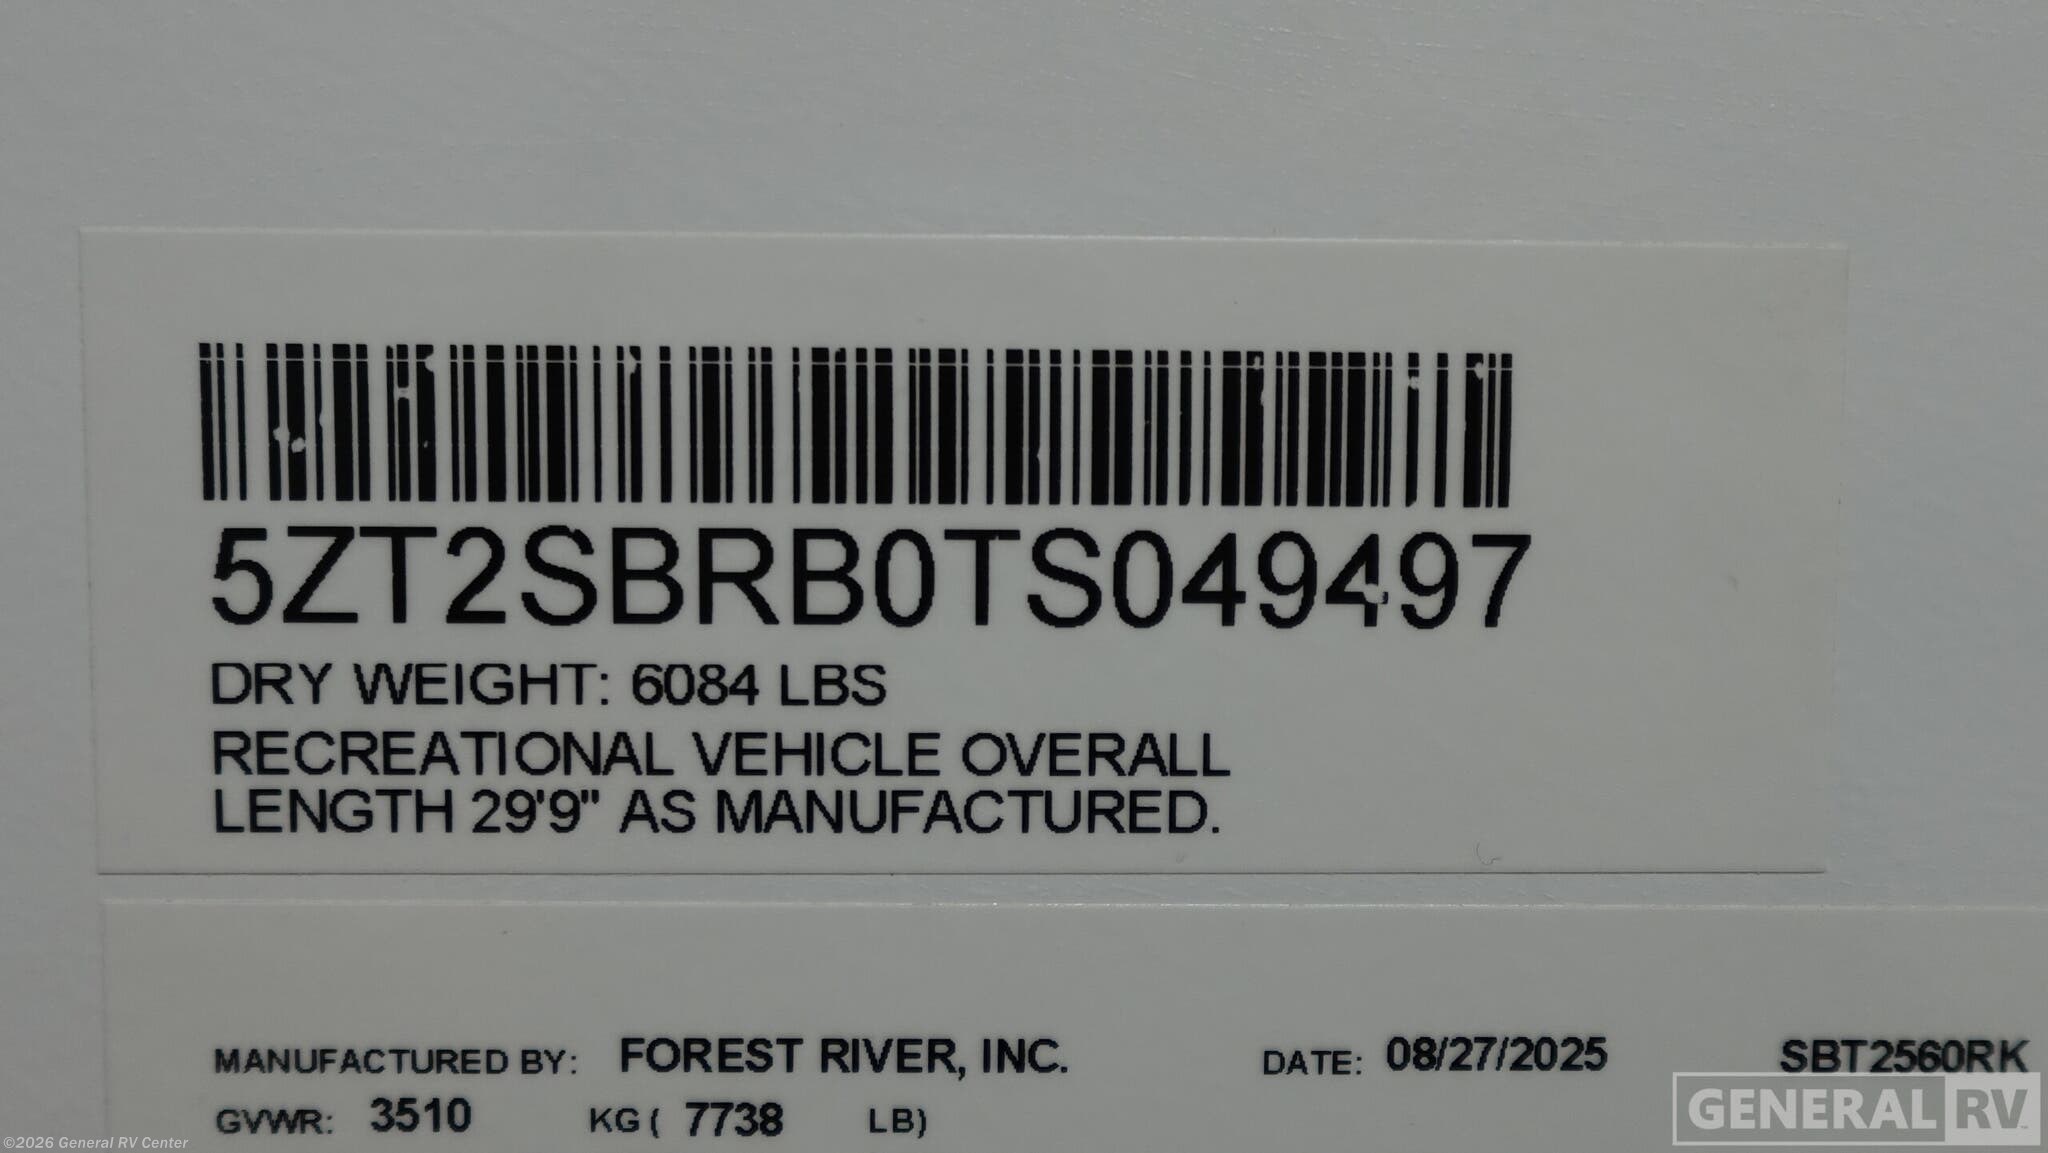 5ZT2SBRB0TS049497
DRY WEIGHT: 6084 LBS
RECREATIONAL VEHICLE OVERALL
LENGTH 29'9" AS MANUFACTURED.
MANUFACTURED BY: FOREST RIVER, INC. DATE: 08/27/2025 SBT2560RK
GVWR: 3510 KG ( 7738 LB)
GENERAL RV
©2026 General RV Center